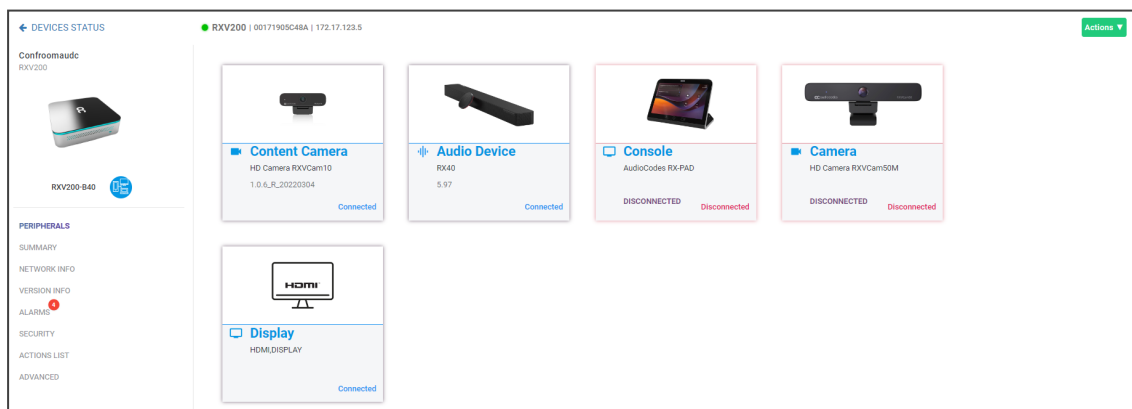 DEVICES STATUS
RXV200 | 00171905C48A | 172.17.123.5
Actions ▼
Confroomaudc
RXV200
R
RXV200-B40
PERIPHERALS
SUMMARY
NETWORK INFO
VERSION INFO
ALARMS 4
SECURITY
ACTIONS LIST
ADVANCED
Content Camera
HD Camera RXVCam10
1.0.6_R_20220304
Connected
Audio Device
RX40
5.97
Connected
Console
AudioCodes RX-PAD
DISCONNECTED
Disconnected
Camera
HD Camera RXVCam50M
DISCONNECTED
Disconnected
HDMI
Display
HDMI,DISPLAY
Connected